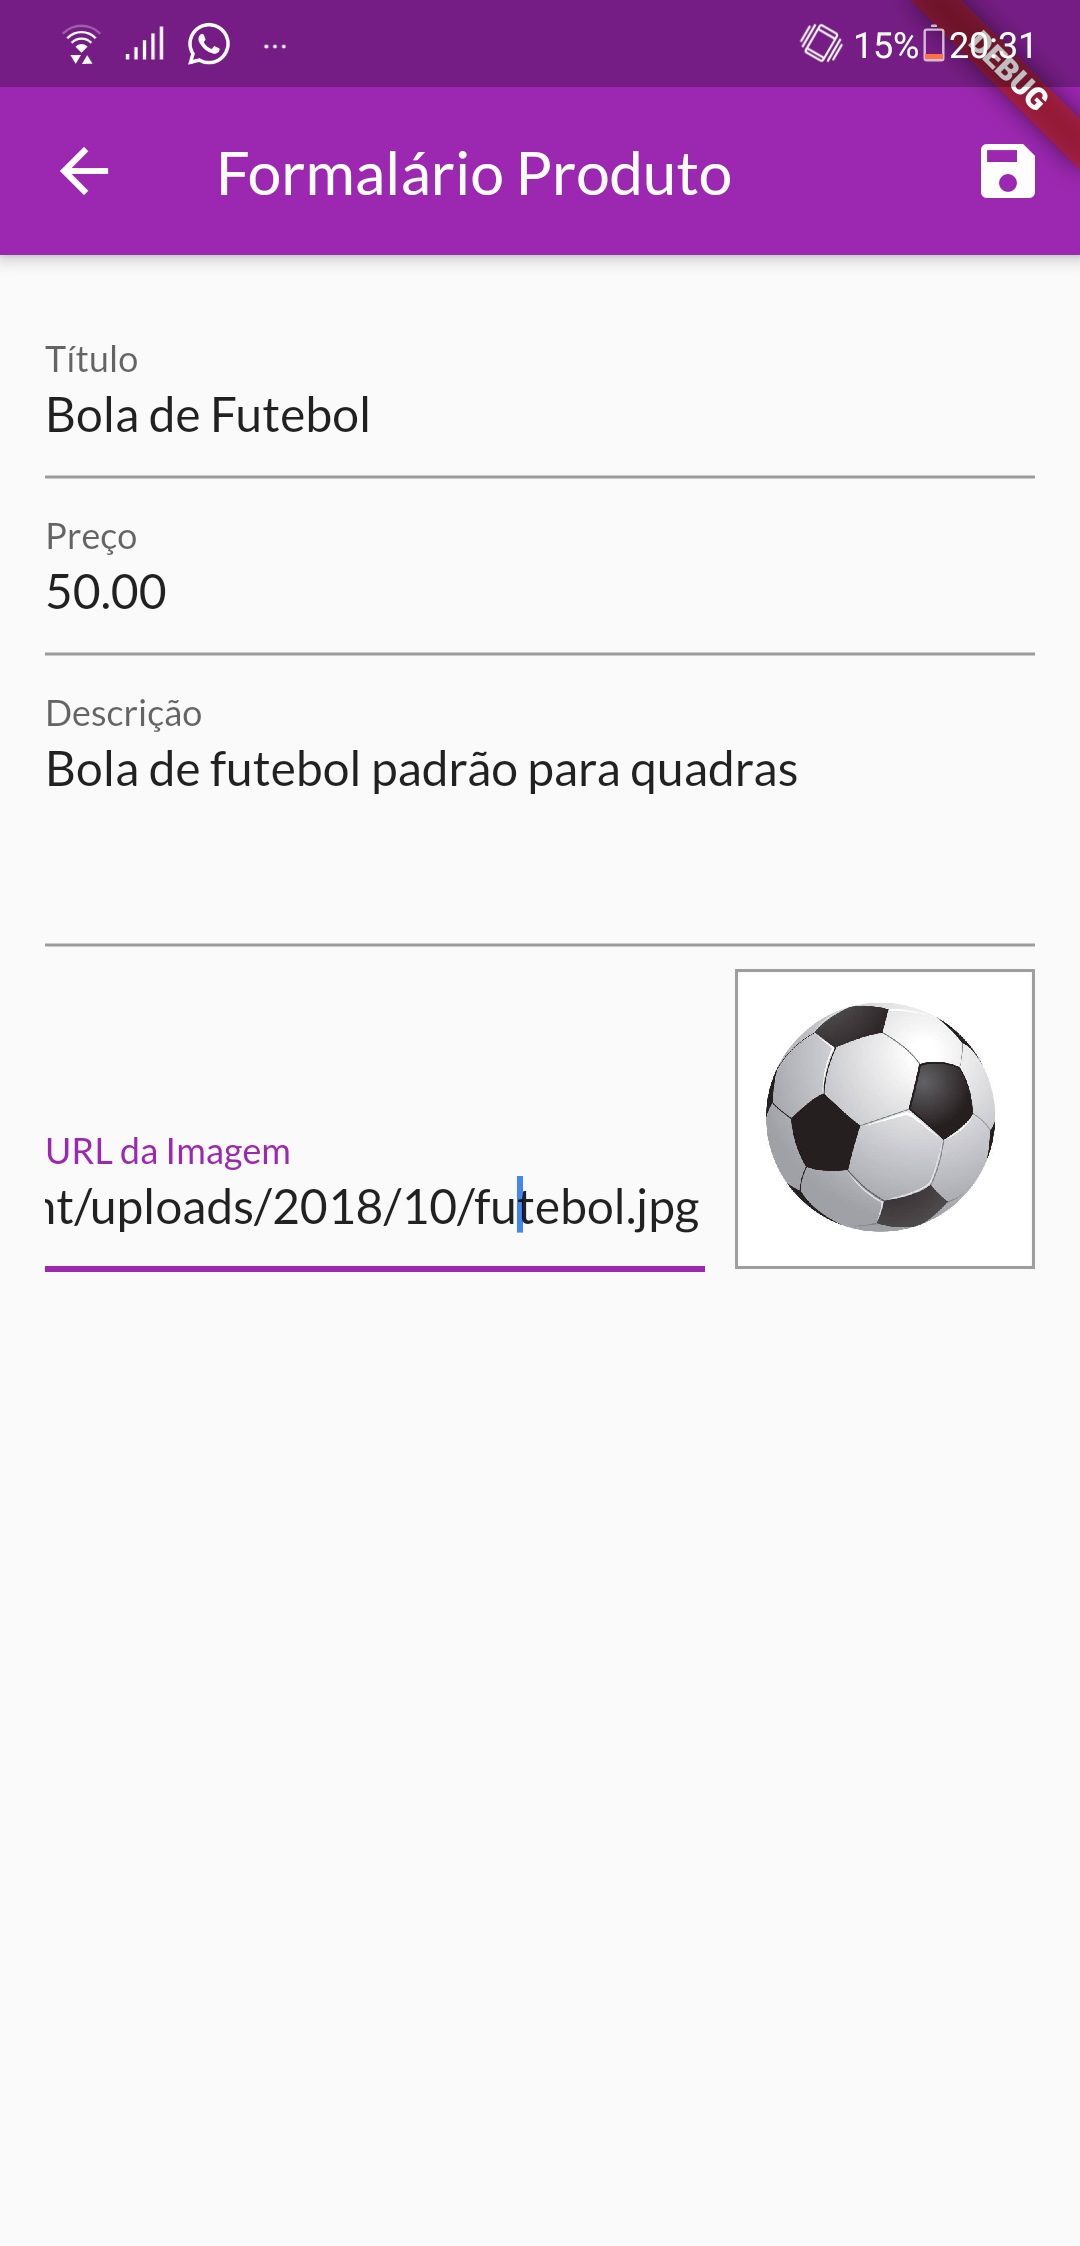 15% 20:31
DEBUG
Formalário Produto
Título
Bola de Futebol
Preço
50.00
Descrição
Bola de futebol padrão para quadras
URL da Imagem
nt/uploads/2018/10/futebol.jpg